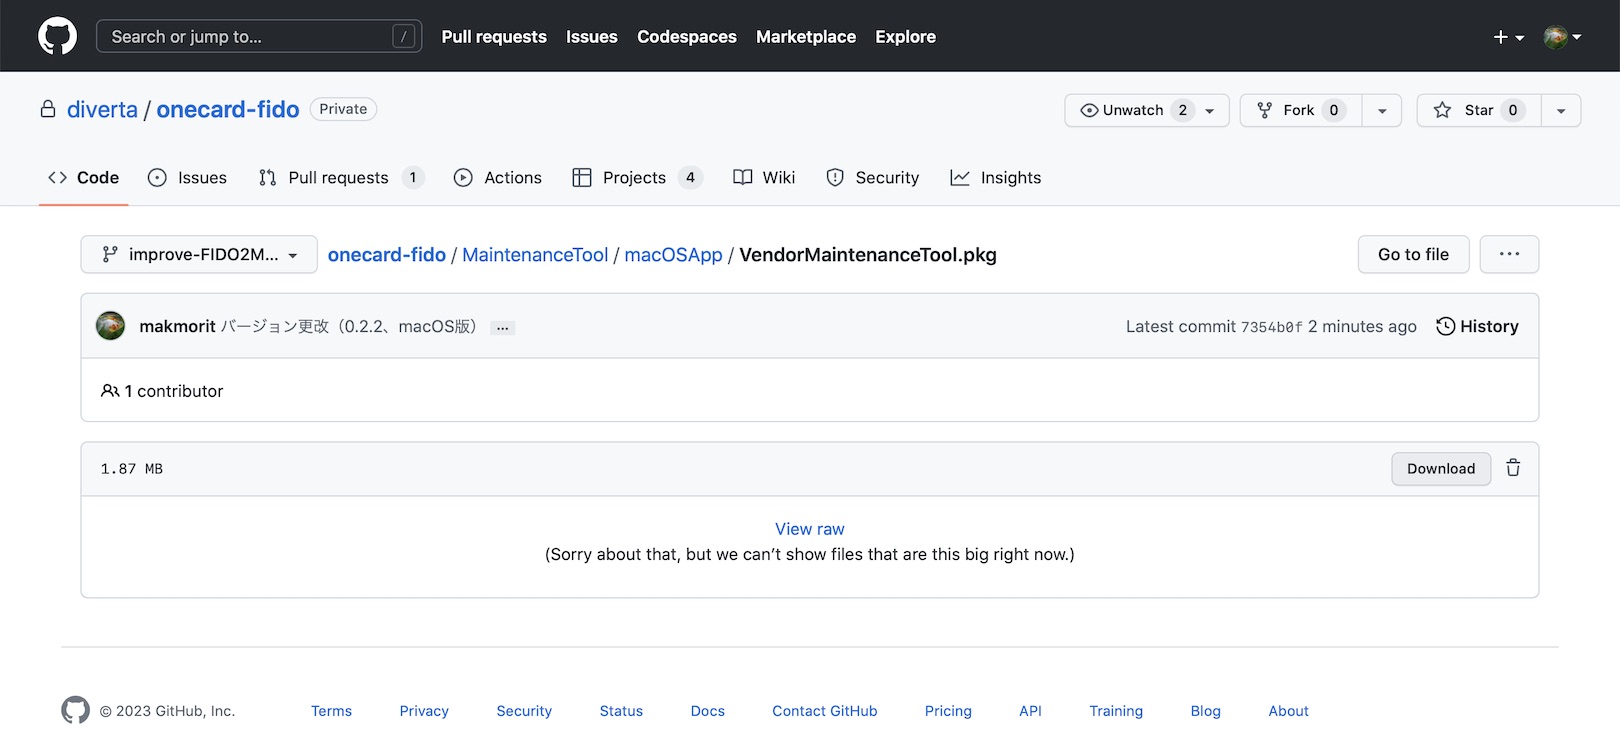 Search or jump to... / Pull requests Issues Codespaces Marketplace Explore
diverta / onecard-fido Private Unwatch 2 Fork 0 Star 0
Code Issues Pull requests 1 Actions Projects 4 Wiki Security Insights
improve-FIDO2M... onecard-fido / MaintenanceTool / macOSApp / VendorMaintenanceTool.pkg Go to file ...
makmorit バージョン更改（0.2.2、macOS版） ... Latest commit 7354b0f 2 minutes ago History
1 contributor
1.87 MB Download
View raw
(Sorry about that, but we can’t show files that are this big right now.)
© 2023 GitHub, Inc. Terms Privacy Security Status Docs Contact GitHub Pricing API Training Blog About